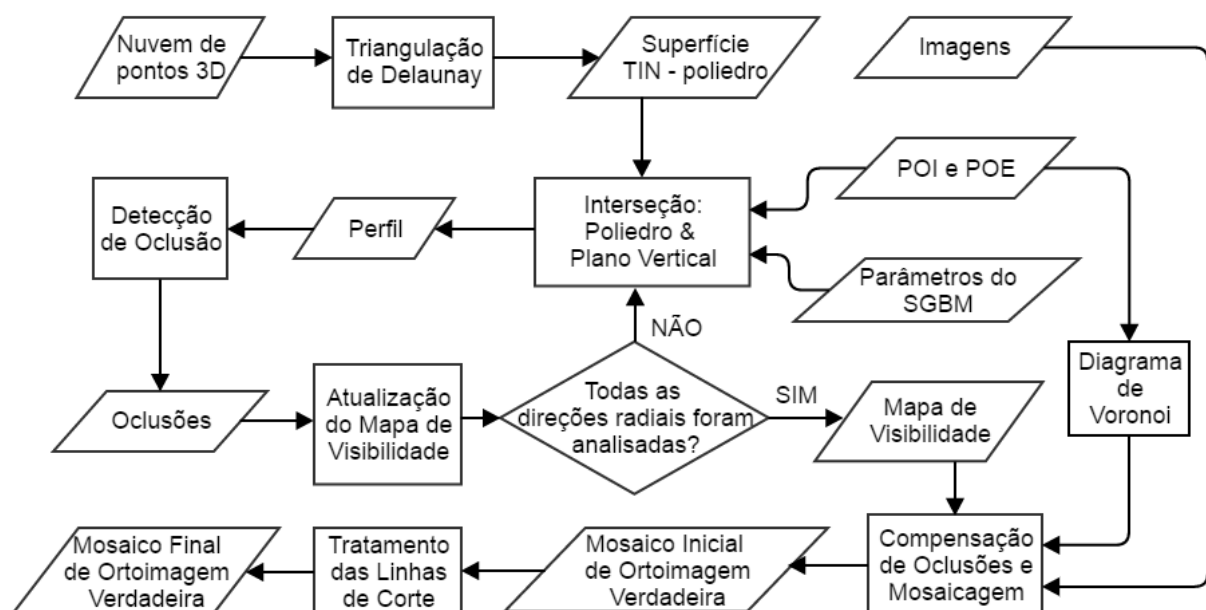 Nuvem de
pontos 3D
Triangulação
de Delaunay
Superfície
TIN - poliedro
Imagens
POI e POE
Interseção:
Poliedro &
Plano Vertical
Perfil
Detecção
de Oclusão
Parâmetros do
SGBM
NÃO
Diagrama
de
Voronoi
Oclusões
Atualização
do Mapa de
Visibilidade
Todas as
direções radiais foram
analisadas?
SIM
Mapa de
Visibilidade
Compensação
de Oclusões e
Mosaicagem
Mosaico Inicial
de Ortoimagem
Verdadeira
Tratamento
das Linhas
de Corte
Mosaico Final
de Ortoimagem
Verdadeira